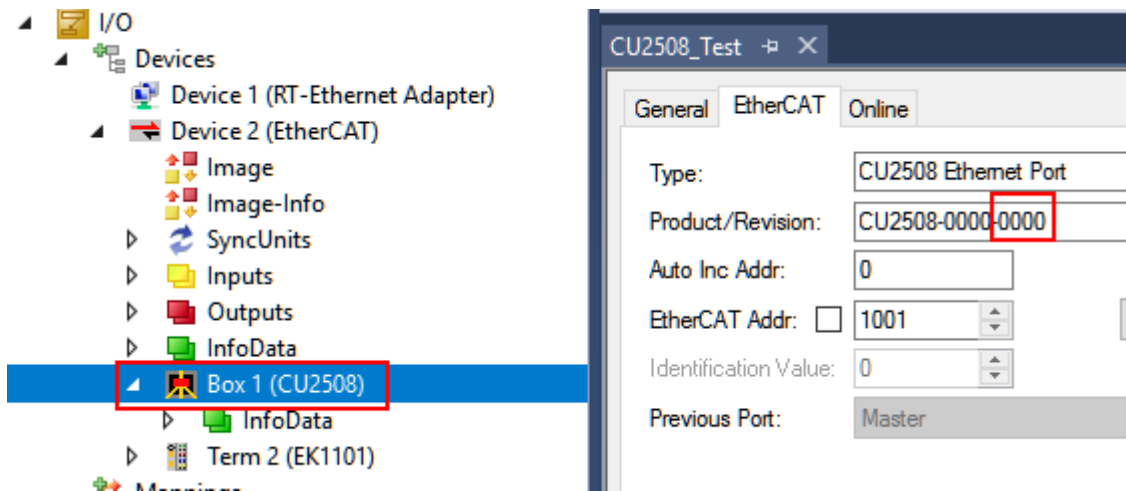 I/O
Devices
Device 1 (RT-Ethernet Adapter)
Device 2 (EtherCAT)
Image
Image-Info
SyncUnits
Inputs
Outputs
InfoData
Box 1 (CU2508)
InfoData
Term 2 (EK1101)
Mappings
CU2508_Test
General EtherCAT Online
Type: CU2508 Ethernet Port
Product/Revision: CU2508-0000-0000
Auto Inc Addr: 0
EtherCAT Addr: 1001
Identification Value: 0
Previous Port: Master